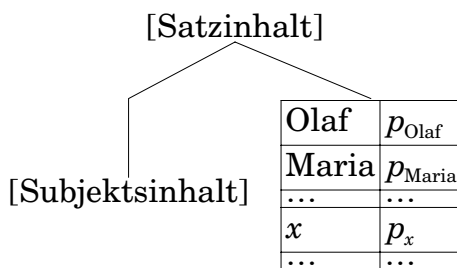 [Satzinhalt]
Olaf p_Olaf
Maria p_Maria
[Subjektsinhalt]
... ...
x p_x
... ...